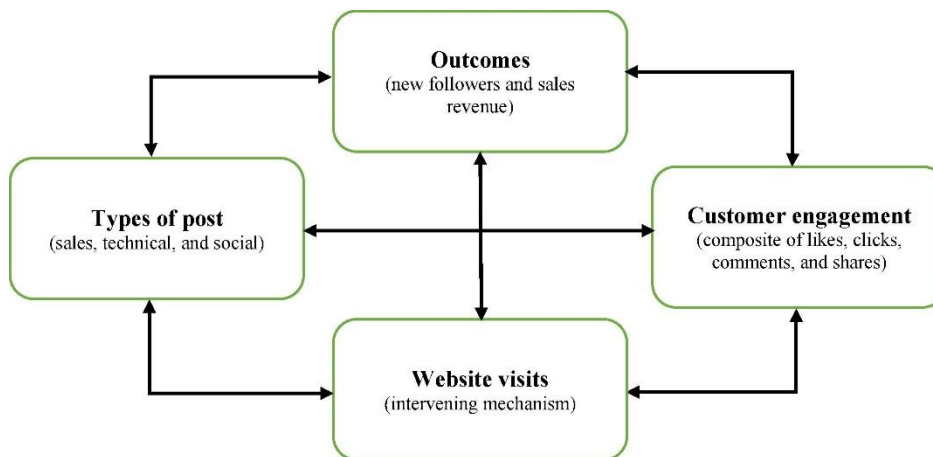 Outcomes
(new followers and sales
revenue)
Types of post
(sales, technical, and social)
Customer engagement
(composite of likes, clicks,
comments, and shares)
Website visits
(intervening mechanism)